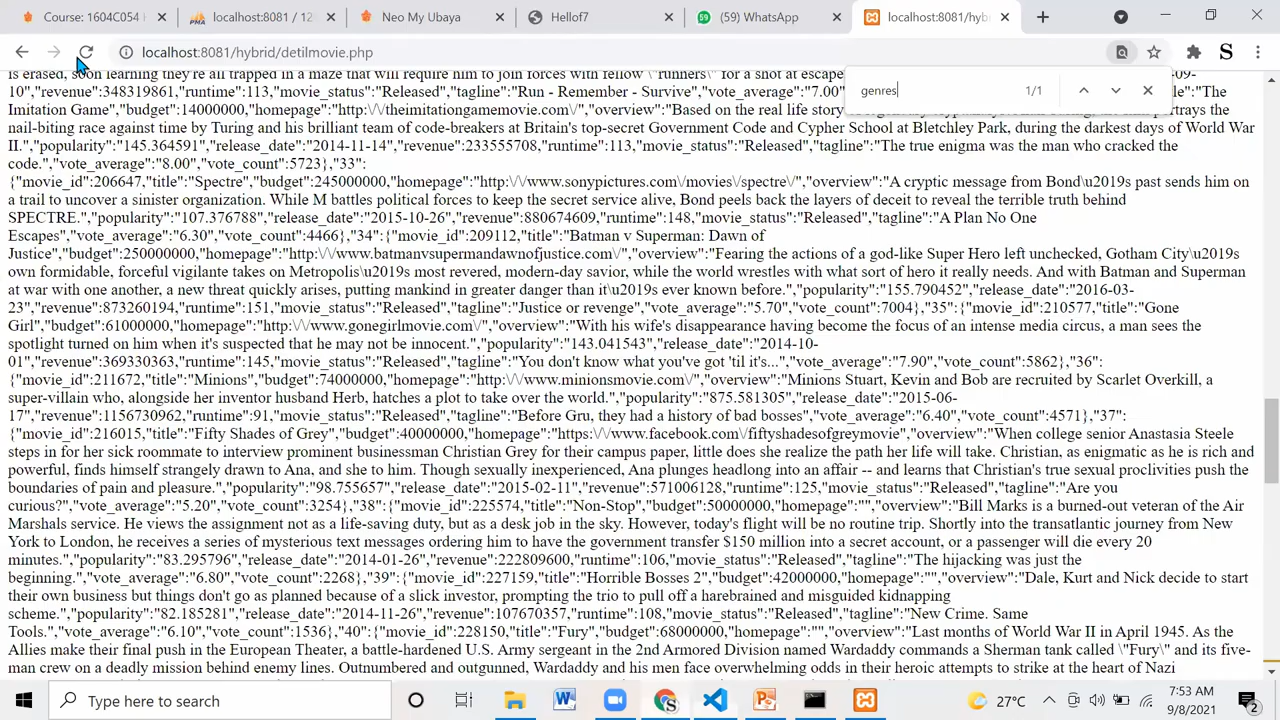 Course: 1604C054
localhost / 12
Neo My Ubaya
Hellof7
(59) WhatsApp
localhost:8081/hyb
localhost:8081/hybrid/detilmovie.php
genres
1/1
is erased, soon learning they're all trapped in a maze that will require him to join forces with fellow \"runners\" for a shot at escape
-09-
10","revenue":348319861,"runtime":113,"movie_status":"Released","tagline":"Run - Remember - Survive","vote_average":"7.00"
"The
Imitation Game","budget":14000000,"homepage":"http:\/\/theimitationgamemovie.com\/","overview":"Based on the real life story
portrays the
nail-biting race against time by Turing and his brilliant team of code-breakers at Britain's top-secret Government Code and Cypher School at Bletchley Park, during the darkest days of World War
II.","popularity":"145.364591","release_date":"2014-11-14","revenue":233555708,"runtime":113,"movie_status":"Released","tagline":"The true enigma was the man who cracked the
code.","vote_average":"8.00","vote_count":5723},"33":
{"movie_id":206647,"title":"Spectre","budget":245000000,"homepage":"http:\/\/www.sonypictures.com\/movies\/spectre\/","overview":"A cryptic message from Bond\u2019s past sends him on
a trail to uncover a sinister organization. While M battles political forces to keep the secret service alive, Bond peels back the layers of deceit to reveal the terrible truth behind
SPECTRE.","popularity":"107.376788","release_date":"2015-10-26","revenue":880674609,"runtime":148,"movie_status":"Released","tagline":"A Plan No One
Escapes","vote_average":"6.30","vote_count":4466},"34":{"movie_id":209112,"title":"Batman v Superman: Dawn of
Justice","budget":250000000,"homepage":"http:\/\/www.batmanvsupermandawnofjustice.com\/","overview":"Fearing the actions of a god-like Super Hero left unchecked, Gotham City\u2019s
own formidable, forceful vigilante takes on Metropolis\u2019s most revered, modern-day savior, while the world wrestles with what sort of hero it really needs. And with Batman and Superman
at war with one another, a new threat quickly arises, putting mankind in greater danger than it\u2019s ever known before.","popularity":"155.790452","release_date":"2016-03-
23","revenue":873260194,"runtime":151,"movie_status":"Released","tagline":"Justice or revenge","vote_average":"5.70","vote_count":7004},"35":{"movie_id":210577,"title":"Gone
Girl","budget":61000000,"homepage":"http:\/\/www.gonegirlmovie.com\/","overview":"With his wife's disappearance having become the focus of an intense media circus, a man sees the
spotlight turned on him when it's suspected that he may not be innocent.","popularity":"143.041543","release_date":"2014-10-
01","revenue":369330363,"runtime":145,"movie_status":"Released","tagline":"You don't know what you've got 'til it's...","vote_average":"7.90","vote_count":5862},"36":
{"movie_id":211672,"title":"Minions","budget":74000000,"homepage":"http:\/\/www.minionsmovie.com\/","overview":"Minions Stuart, Kevin and Bob are recruited by Scarlet Overkill, a
super-villain who, alongside her inventor husband Herb, hatches a plot to take over the world.","popularity":"875.581305","release_date":"2015-06-
17","revenue":1156730962,"runtime":91,"movie_status":"Released","tagline":"Before Gru, they had a history of bad bosses","vote_average":"6.40","vote_count":4571},"37":
{"movie_id":216015,"title":"Fifty Shades of Grey","budget":40000000,"homepage":"https:\/\/www.facebook.com\/fiftyshadesofgreymovie","overview":"When college senior Anastasia Steele
steps in for her sick roommate to interview prominent businessman Christian Grey for their campus paper, little does she realize the path her life will take. Christian, as enigmatic as he is rich and
powerful, finds himself strangely drawn to Ana, and she to him. Though sexually inexperienced, Ana plunges headlong into an affair -- and learns that Christian's true sexual proclivities push the
boundaries of pain and pleasure.","popularity":"98.755657","release_date":"2015-02-11","revenue":571006128,"runtime":125,"movie_status":"Released","tagline":"Are you
curious?","vote_average":"5.20","vote_count":3254},"38":{"movie_id":225574,"title":"Non-Stop","budget":50000000,"homepage":"","overview":"Bill Marks is a burned-out veteran of the Air
Marshals service. He views the assignment not as a life-saving duty, but as a desk job in the sky. However, today's flight will be no routine trip. Shortly into the transatlantic journey from New
York to London, he receives a series of mysterious text messages ordering him to have the government transfer $150 million into a secret account, or a passenger will die every 20
minutes.","popularity":"83.295796","release_date":"2014-01-26","revenue":222809600,"runtime":106,"movie_status":"Released","tagline":"The hijacking was just the
beginning.","vote_average":"6.80","vote_count":2268},"39":{"movie_id":227159,"title":"Horrible Bosses 2","budget":42000000,"homepage":"","overview":"Dale, Kurt and Nick decide to start
their own business but things don't go as planned because of a slick investor, prompting the trio to pull off a harebrained and misguided kidnapping
scheme.","popularity":"82.185281","release_date":"2014-11-26","revenue":107670357,"runtime":108,"movie_status":"Released","tagline":"New Crime. Same
Tools.","vote_average":"6.10","vote_count":1536},"40":{"movie_id":228150,"title":"Fury","budget":68000000,"homepage":"","overview":"Last months of World War II in April 1945. As the
Allies make their final push in the European Theater, a battle-hardened U.S. Army sergeant in the 2nd Armored Division named Wardaddy commands a Sherman tank called \"Fury\" and its five-
man crew on a deadly mission behind enemy lines. Outnumbered and outgunned, Wardaddy and his men face overwhelming odds in their heroic attempts to strike at the heart of Nazi
Type here to search
27°C
7:53 AM
9/8/2021
2